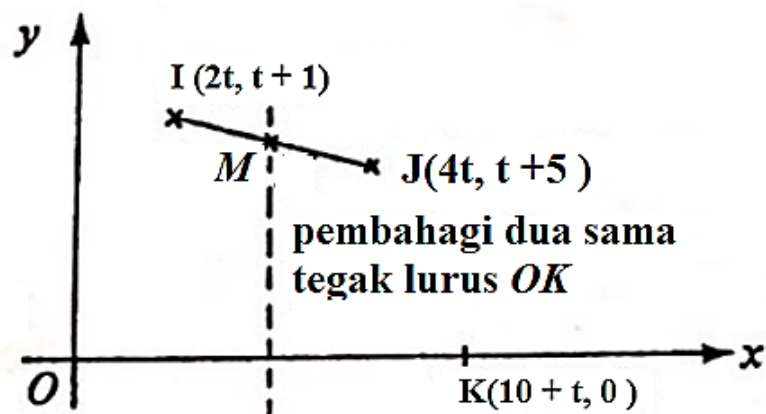 y
I (2t, t + 1)
M
J(4t, t +5 )
pembahagi dua sama
tegak lurus OK
x
O
K(10 + t, 0 )